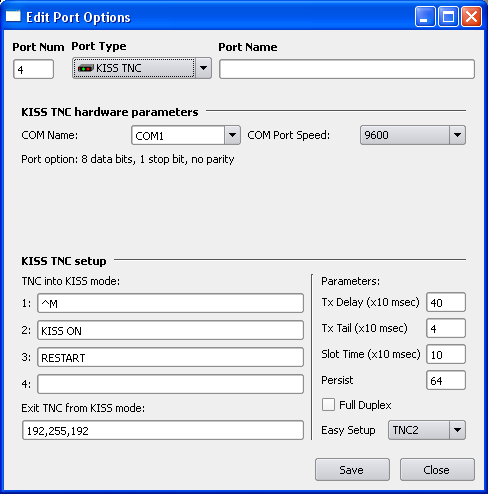 Edit Port Options
Port Num Port Type Port Name
4 KISS TNC
KISS TNC hardware parameters
COM Name: COM1 COM Port Speed: 9600
Port option: 8 data bits, 1 stop bit, no parity
KISS TNC setup
TNC into KISS mode:
1: ^M
2: KISS ON
3: RESTART
4:
Exit TNC from KISS mode:
192,255,192
Parameters:
Tx Delay (x10 msec) 40
Tx Tail (x10 msec) 4
Slot Time (x10 msec) 10
Persist 64
Full Duplex
Easy Setup TNC2
Save Close